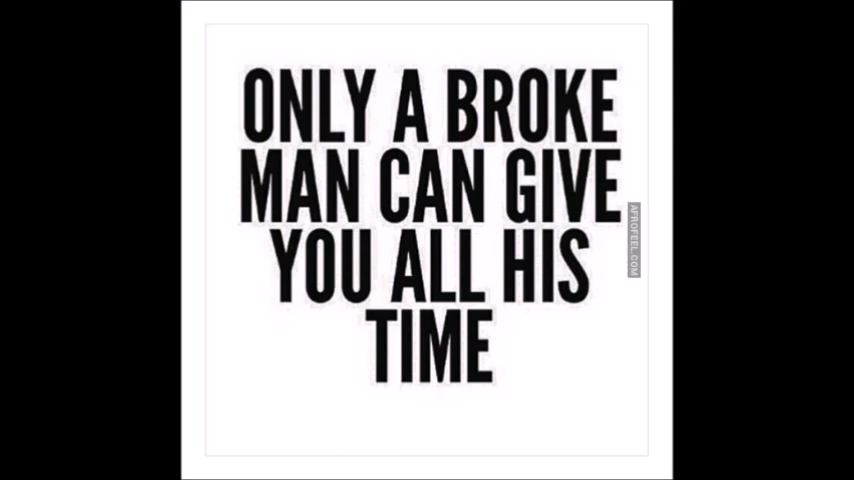 ONLY A BROKE
MAN CAN GIVE
YOU ALL HIS
TIME
AFROFEEL.COM